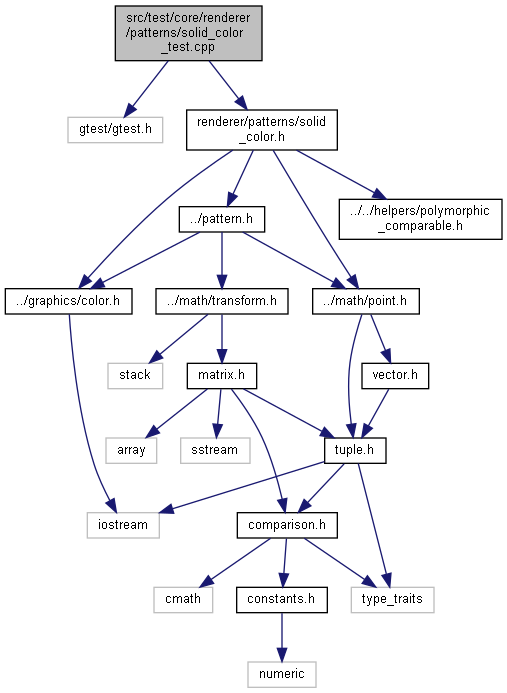 src/test/core/renderer
/patterns/solid_color
_test.cpp
gtest/gtest.h
renderer/patterns/solid
_color.h
../pattern.h
../../helpers/polymorphic
_comparable.h
../graphics/color.h
../math/transform.h
../math/point.h
stack
matrix.h
vector.h
array
sstream
tuple.h
iostream
comparison.h
cmath
constants.h
type_traits
numeric